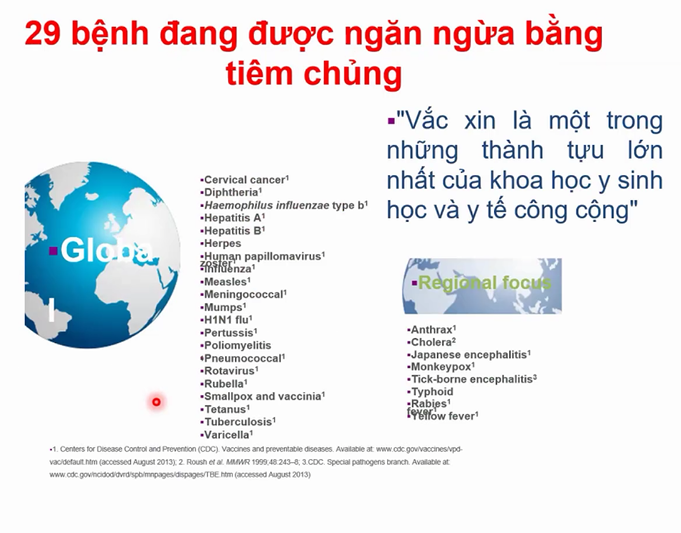 29 bệnh đang được ngăn ngừa bằng
tiêm chủng
▪"Vắc xin là một trong
những thành tựu lớn
nhất của khoa học y sinh
học và y tế công cộng"
▪Globa
l
▪Cervical cancer¹
▪Diphtheria¹
▪Haemophilus influenzae type b¹
▪Hepatitis A¹
▪Hepatitis B¹
▪Herpes
zoster¹
▪Human papillomavirus¹
▪Influenza¹
▪Measles¹
▪Meningococcal¹
▪Mumps¹
▪H1N1 flu¹
▪Pertussis¹
▪Poliomyelitis
▪Pneumococcal¹
▪Rotavirus¹
▪Rubella¹
▪Smallpox and vaccinia¹
▪Tetanus¹
▪Tuberculosis¹
▪Varicella¹
▪Regional focus
▪Anthrax¹
▪Cholera²
▪Japanese encephalitis¹
▪Monkeypox¹
▪Tick-borne encephalitis³
▪Typhoid
fever¹
▪Rabies¹
▪Yellow fever¹
▪1. Centers for Disease Control and Prevention (CDC). Vaccines and preventable diseases. Available at: www.cdc.gov/vaccines/vpd-
vac/default.htm (accessed August 2013); 2. Roush et al. MMWR 1999;48:243–8; 3.CDC. Special pathogens branch. Available at:
www.cdc.gov/ncidod/dvrd/spb/mnpages/dispages/TBE.htm (accessed August 2013)